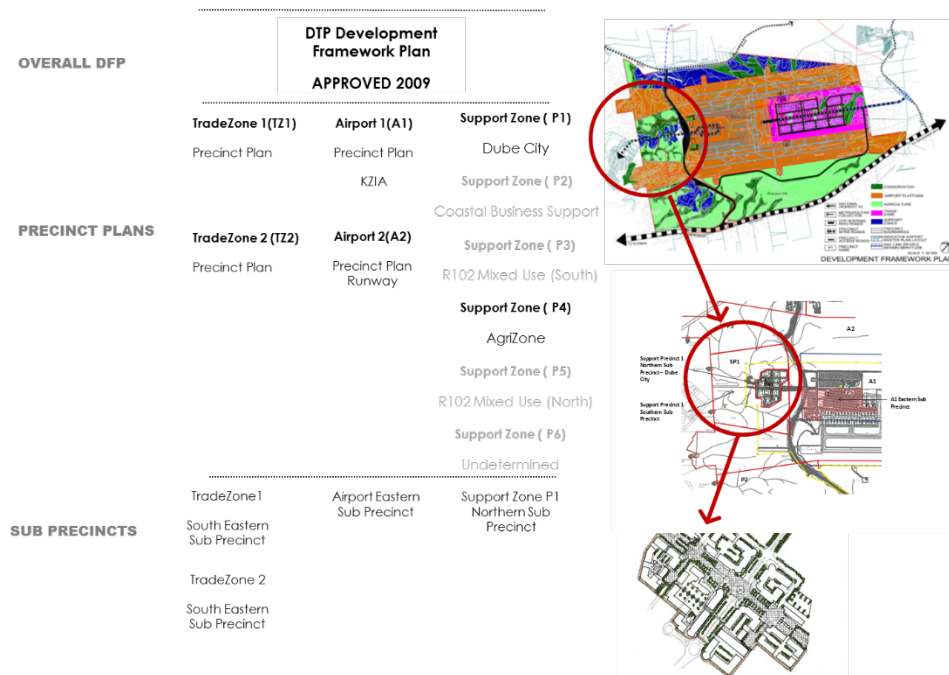 DTP Development
Framework Plan
APPROVED 2009
OVERALL DFP
TradeZone 1(TZ1)
Precinct Plan
Airport 1(A1)
Precinct Plan
KZIA
Support Zone ( P1)
Dube City
Support Zone ( P2)
Coastal Business Support
PRECINCT PLANS
TradeZone 2 (TZ2)
Precinct Plan
Airport 2(A2)
Precinct Plan
Runway
Support Zone ( P3)
R102 Mixed Use (South)
Support Zone ( P4)
AgriZone
Support Zone ( P5)
R102 Mixed Use (North)
Support Zone ( P6)
Undetermined
SUB PRECINCTS
TradeZone1
South Eastern
Sub Precinct
TradeZone 2
South Eastern
Sub Precinct
Airport Eastern
Sub Precinct
Support Zone P1
Northern Sub
Precinct
CONSERVATION
AIRPORT PLATFORM
AGRICULTURE
TRADE
ZONE
SUPPORT
ZONES
DEVELOPMENT FRAMEWORK PLAN
A2
SP1
A1
Support Precinct 1
Northern Sub
Precinct – Dube
City
Support Precinct 1
Southern Sub
Precinct
A1 Eastern Sub
Precinct
P2